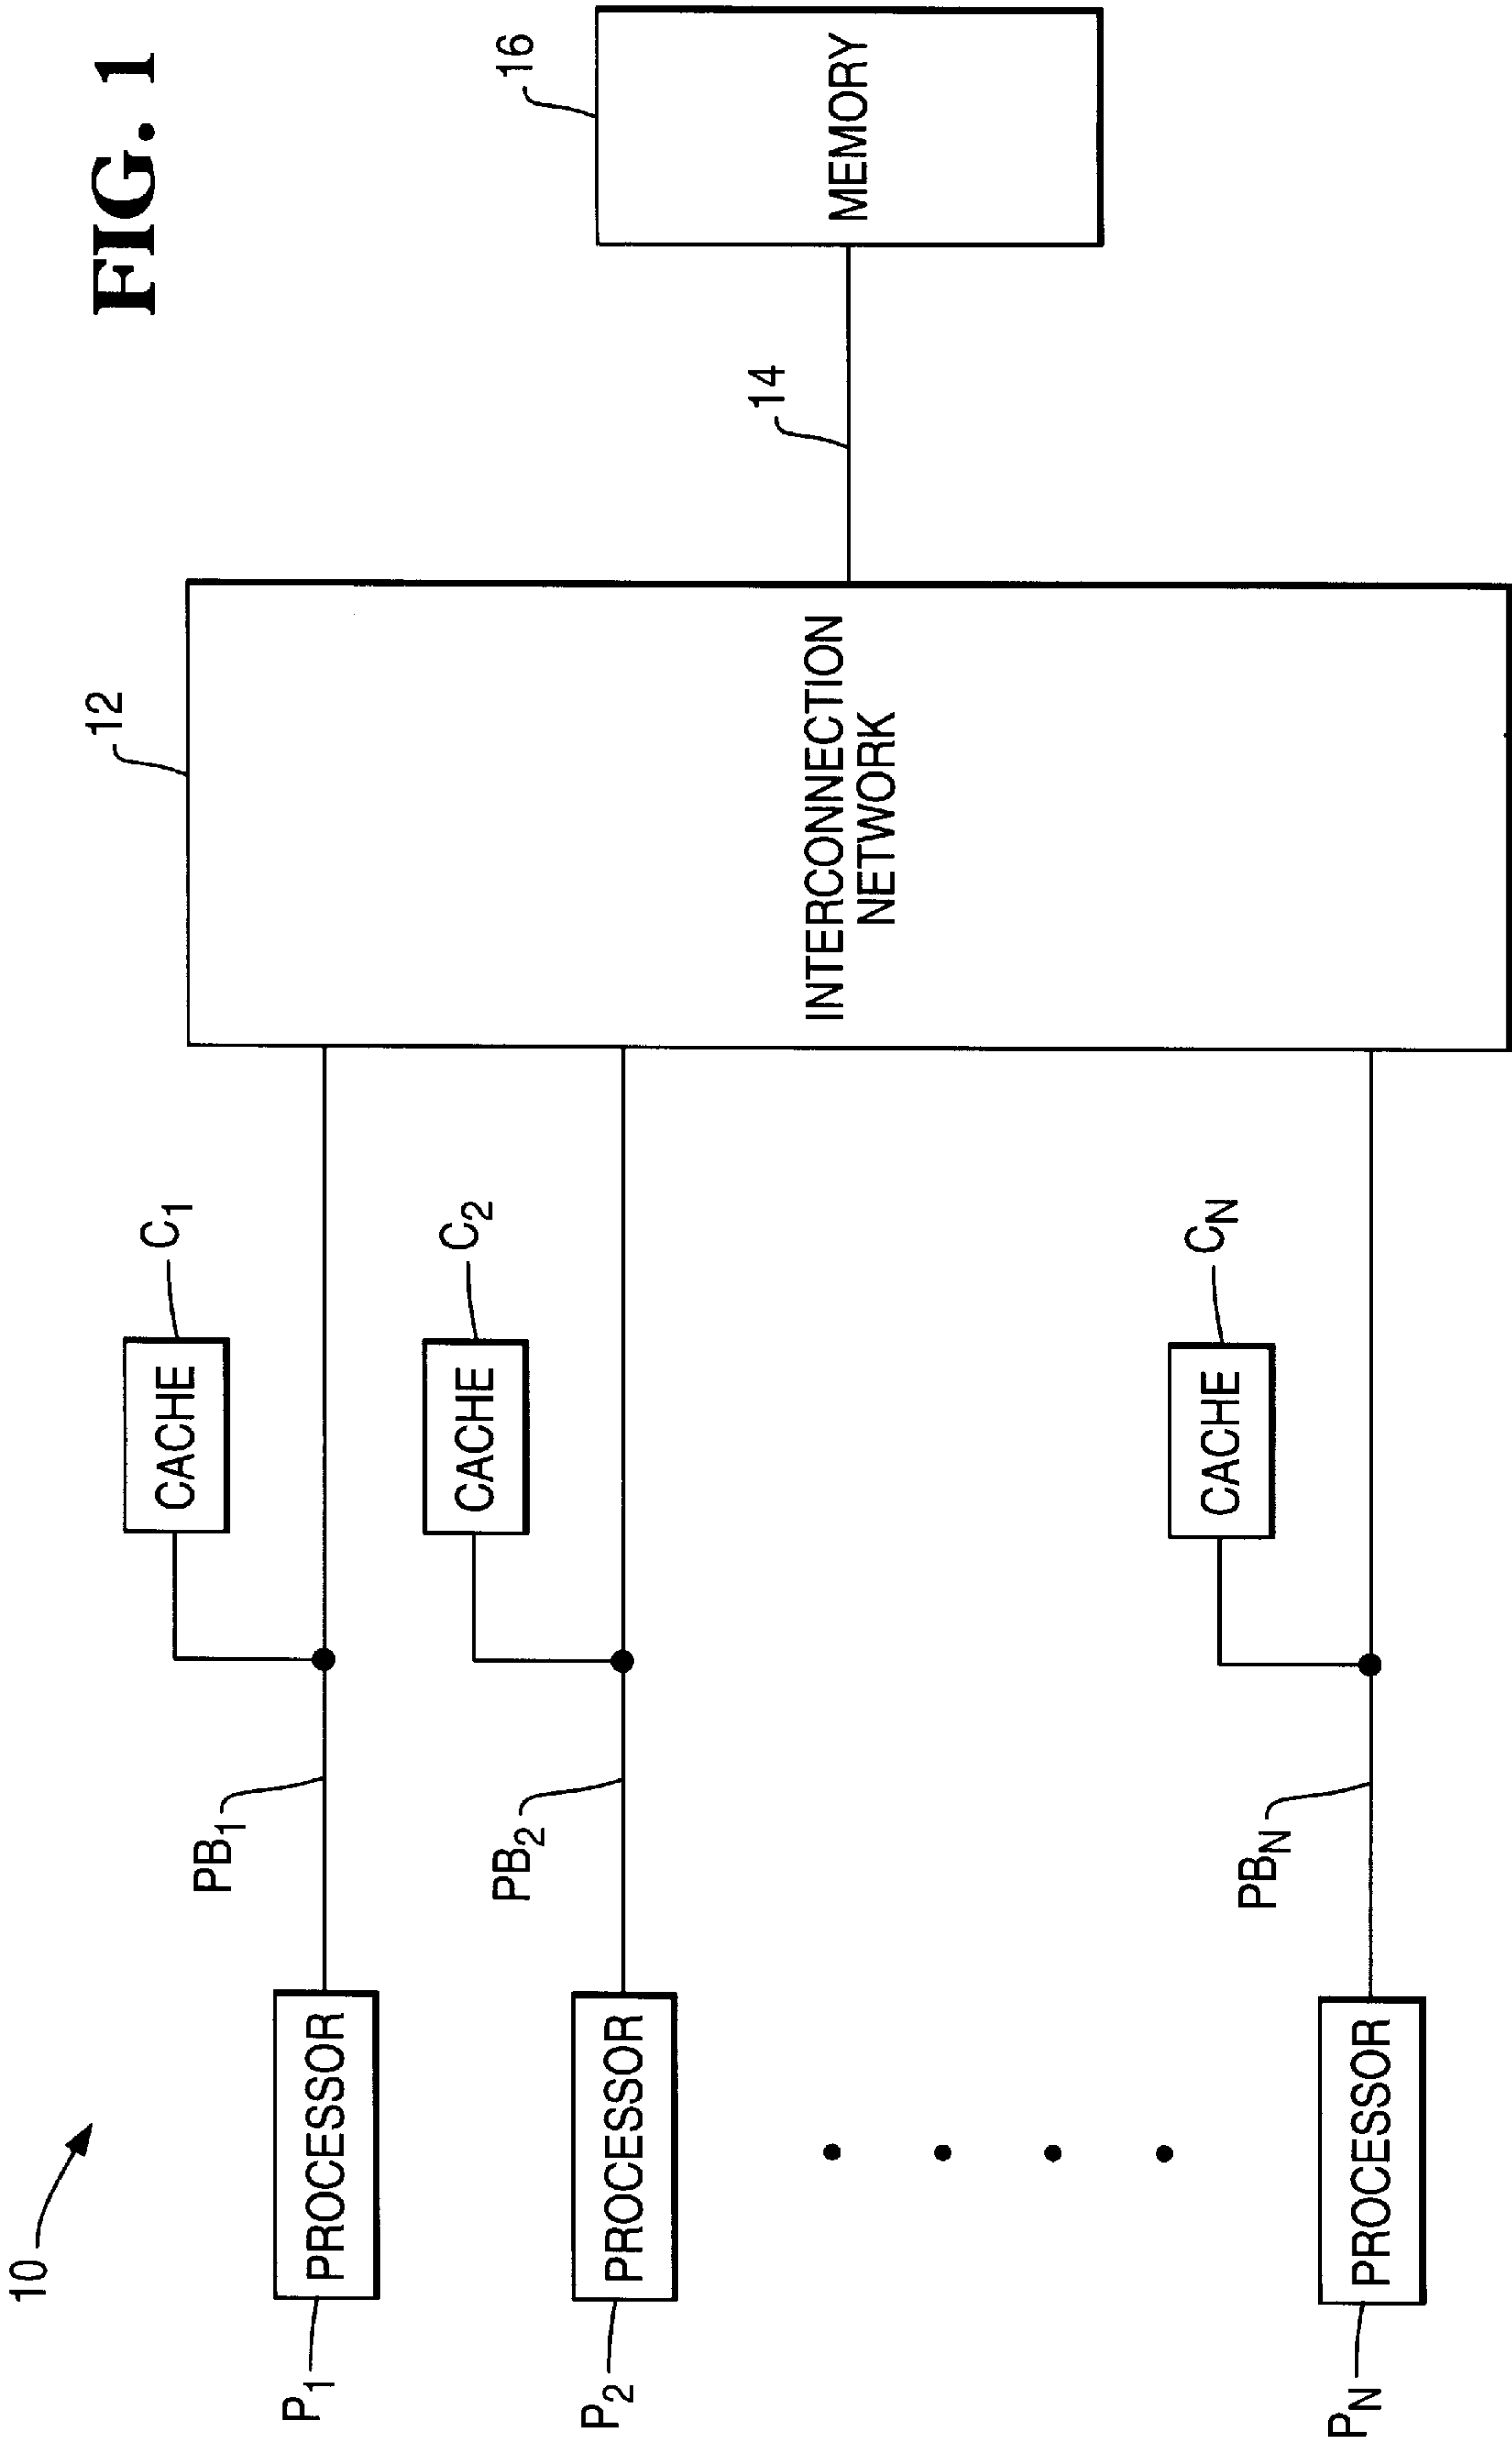 FIG. 1
10
12
14
16
P1
PROCESSOR
PB1
CACHE
C1
P2
PROCESSOR
PB2
CACHE
C2
PN
PROCESSOR
PBN
CACHE
CN
INTERCONNECTION
NETWORK
MEMORY